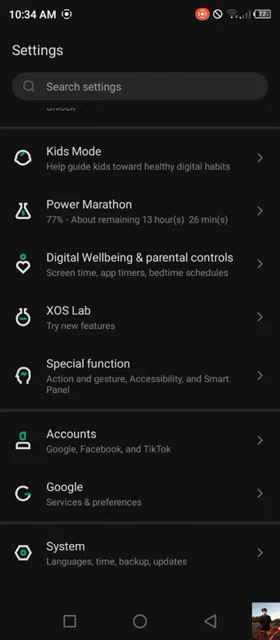 10:34 AM
77
Settings
Search settings
Unlock
Kids Mode
Help guide kids toward healthy digital habits
Power Marathon
77% - About remaining 13 hour(s) 26 min(s)
Digital Wellbeing & parental controls
Screen time, app timers, bedtime schedules
XOS Lab
Try new features
Special function
Action and gesture, Accessibility, and Smart
Panel
Accounts
Google, Facebook, and TikTok
Google
Services & preferences
System
Languages, time, backup, updates